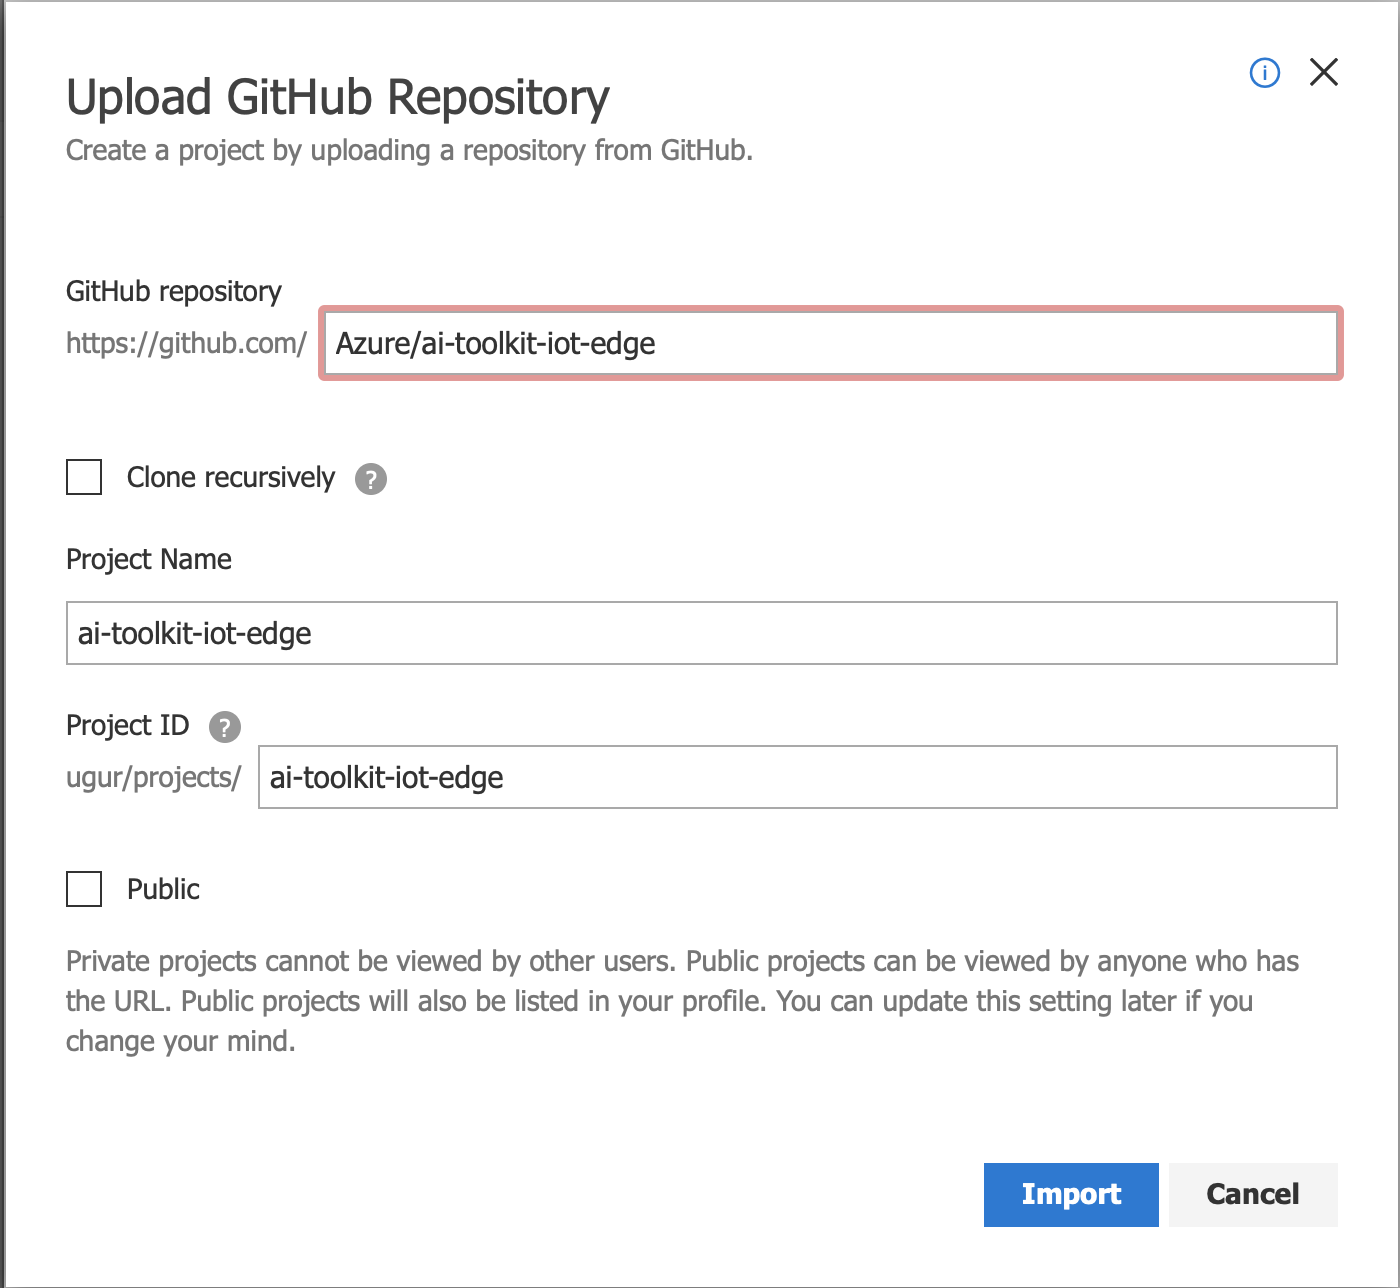 Upload GitHub Repository
Create a project by uploading a repository from GitHub.
GitHub repository
https://github.com/ Azure/ai-toolkit-iot-edge
Clone recursively ?
Project Name
ai-toolkit-iot-edge
Project ID ?
ugur/projects/ ai-toolkit-iot-edge
Public
Private projects cannot be viewed by other users. Public projects can be viewed by anyone who has
the URL. Public projects will also be listed in your profile. You can update this setting later if you
change your mind.
Import Cancel